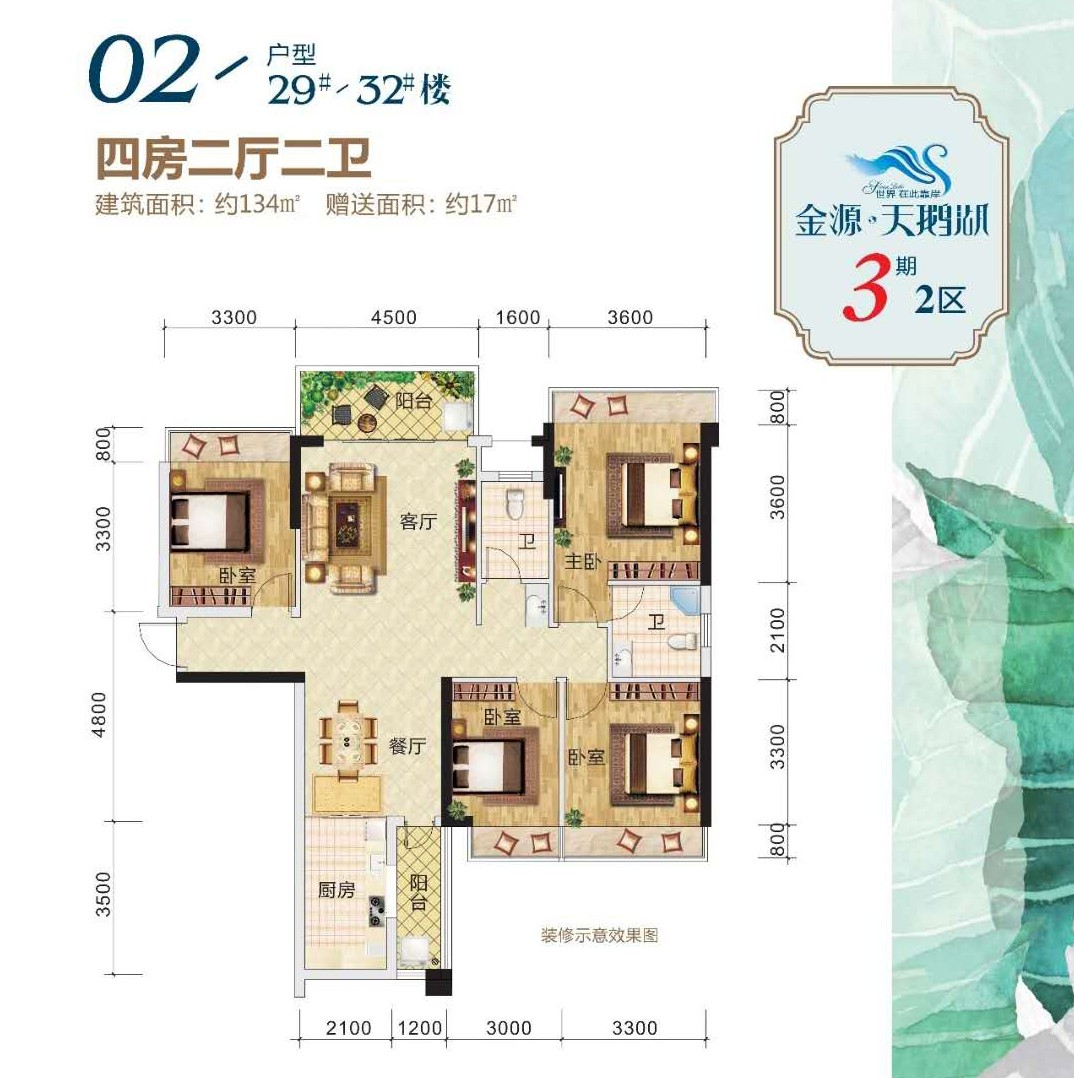 02 户型
29#-32#楼
四房二厅二卫
建筑面积：约134㎡ 赠送面积：约17㎡
Swan Lake
世界 在此靠岸
金源·天鹅湖
3期
2区
3300 4500 1600 3600
阳台
800
800
客厅
3300
3600
卫
主卧
卧室
卫
2100
4800
卧室
餐厅
卧室
3300
800
3500
厨房
阳台
装修示意效果图
2100 1200 3000 3300